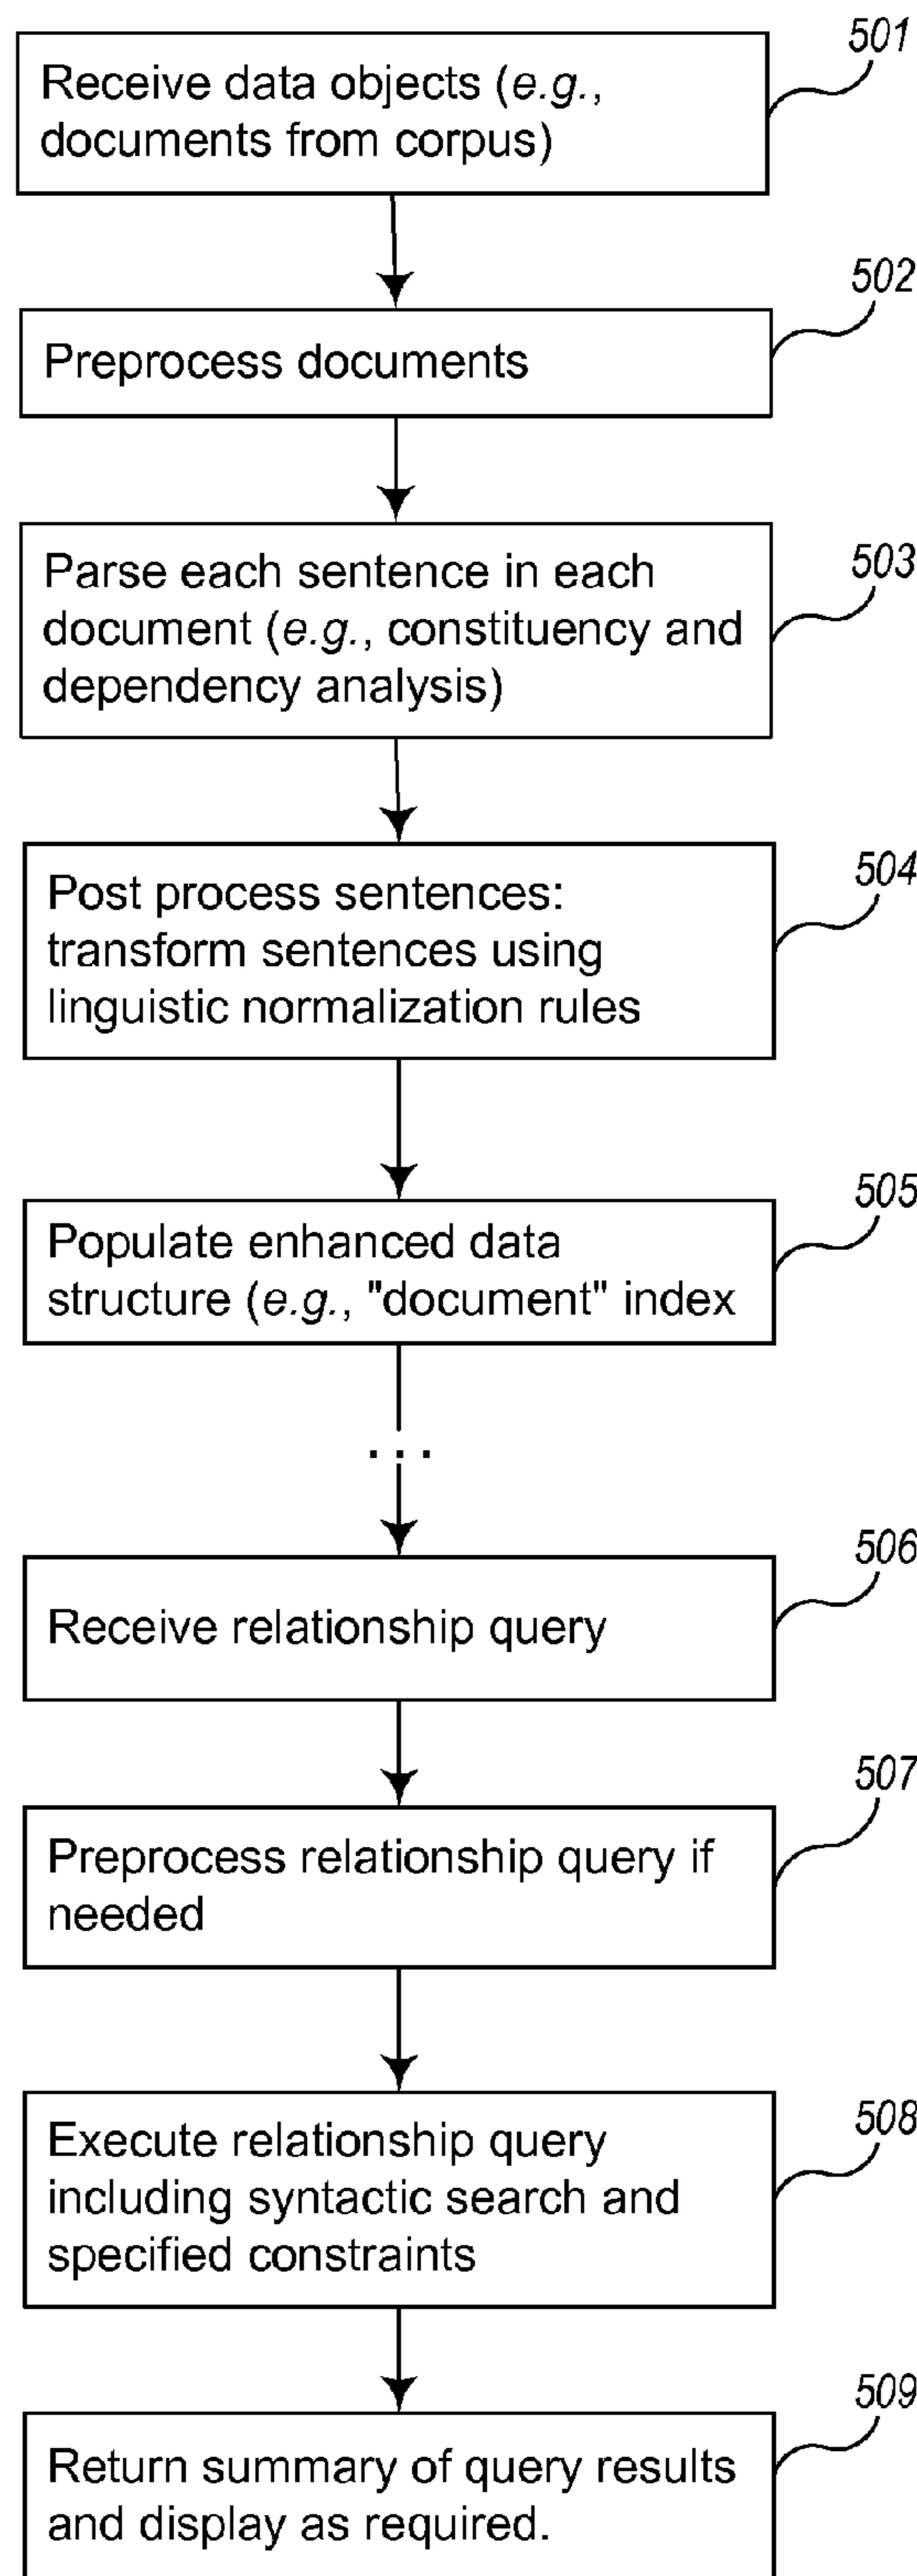 501
Receive data objects (e.g.,
documents from corpus)
502
Preprocess documents
503
Parse each sentence in each
document (e.g., constituency and
dependency analysis)
504
Post process sentences:
transform sentences using
linguistic normalization rules
505
Populate enhanced data
structure (e.g., "document" index
...
506
Receive relationship query
507
Preprocess relationship query if
needed
508
Execute relationship query
including syntactic search and
specified constraints
509
Return summary of query results
and display as required.